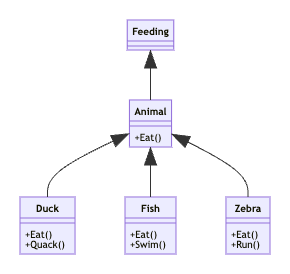 Feeding
Animal
+Eat()
Duck
+Eat()
+Quack()
Fish
+Eat()
+Swim()
Zebra
+Eat()
+Run()